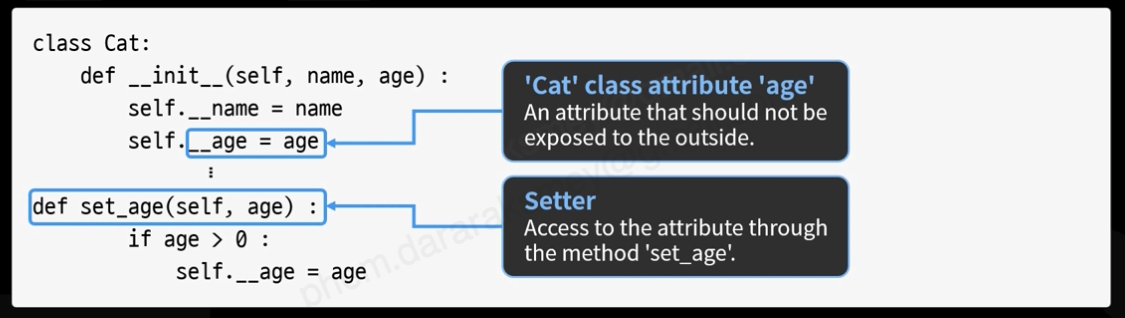 class Cat:
    def __init__(self, name, age) :
        self.__name = name
        self.__age = age
⋮
def set_age(self, age) :
        if age > 0 :
            self.__age = age
'Cat' class attribute 'age'
An attribute that should not be
exposed to the outside.
Setter
Access to the attribute through
the method 'set_age'.